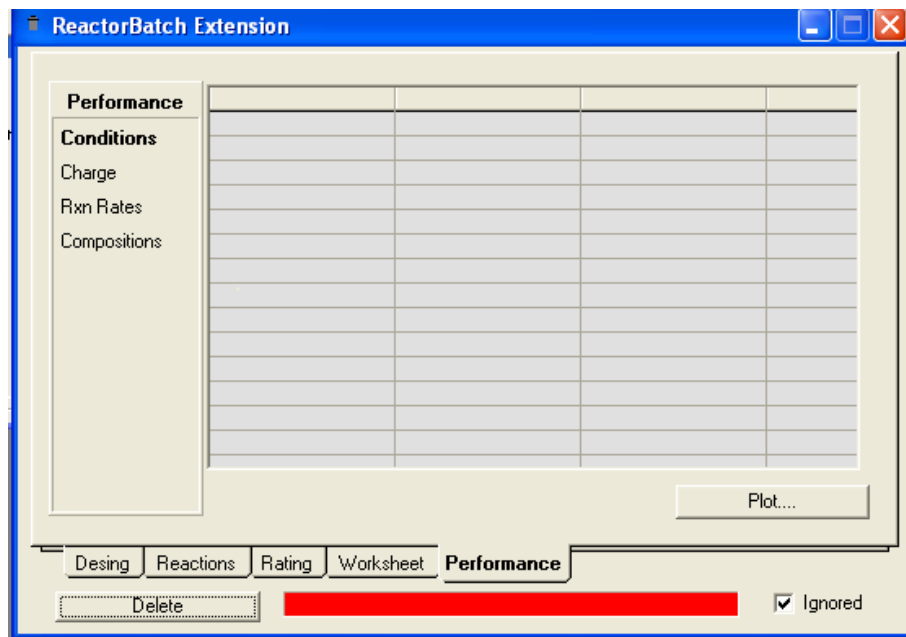 ReactorBatch Extension
Performance
Conditions
Charge
Rxn Rates
Compositions
Plot....
Desing Reactions Rating Worksheet Performance
Delete Ignored